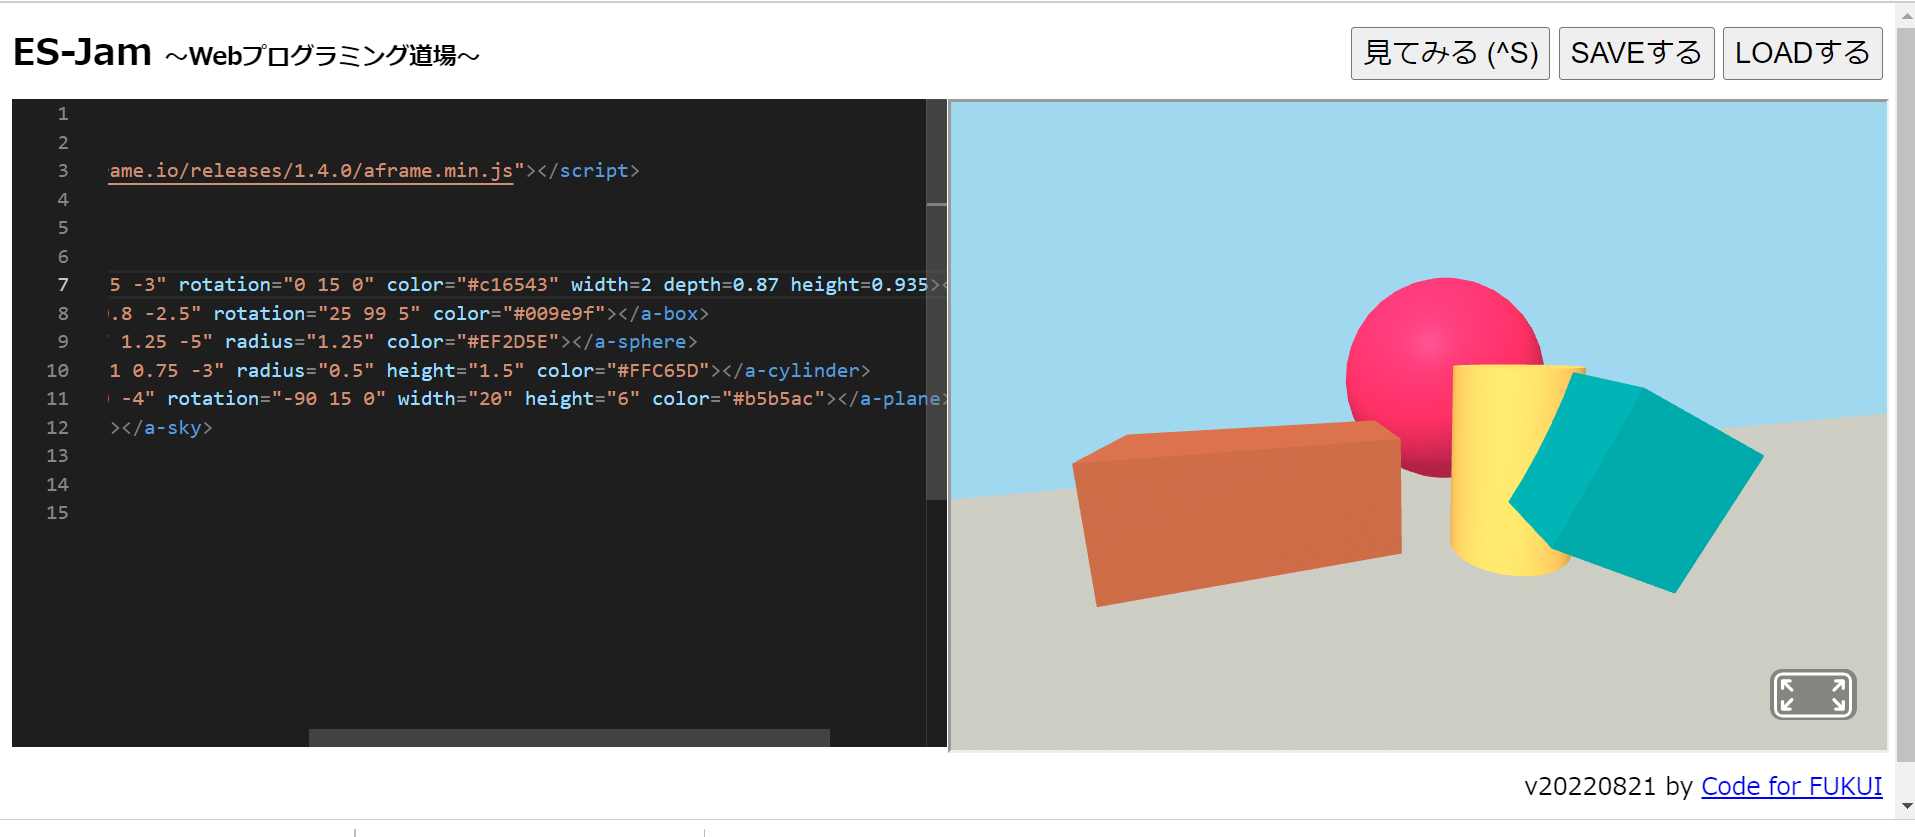 ES-Jam ～Webプログラミング道場～
見てみる (^S) SAVEする LOADする
1
2
3 ame.io/releases/1.4.0/aframe.min.js"></script>
4
5
6
7 5 -3" rotation="0 15 0" color="#c16543" width=2 depth=0.87 height=0.935><
8 .8 -2.5" rotation="25 99 5" color="#009e9f"></a-box>
9 1.25 -5" radius="1.25" color="#EF2D5E"></a-sphere>
10 1 0.75 -3" radius="0.5" height="1.5" color="#FFC65D"></a-cylinder>
11 -4" rotation="-90 15 0" width="20" height="6" color="#b5b5ac"></a-plane>
12 ></a-sky>
13
14
15
v20220821 by Code for FUKUI